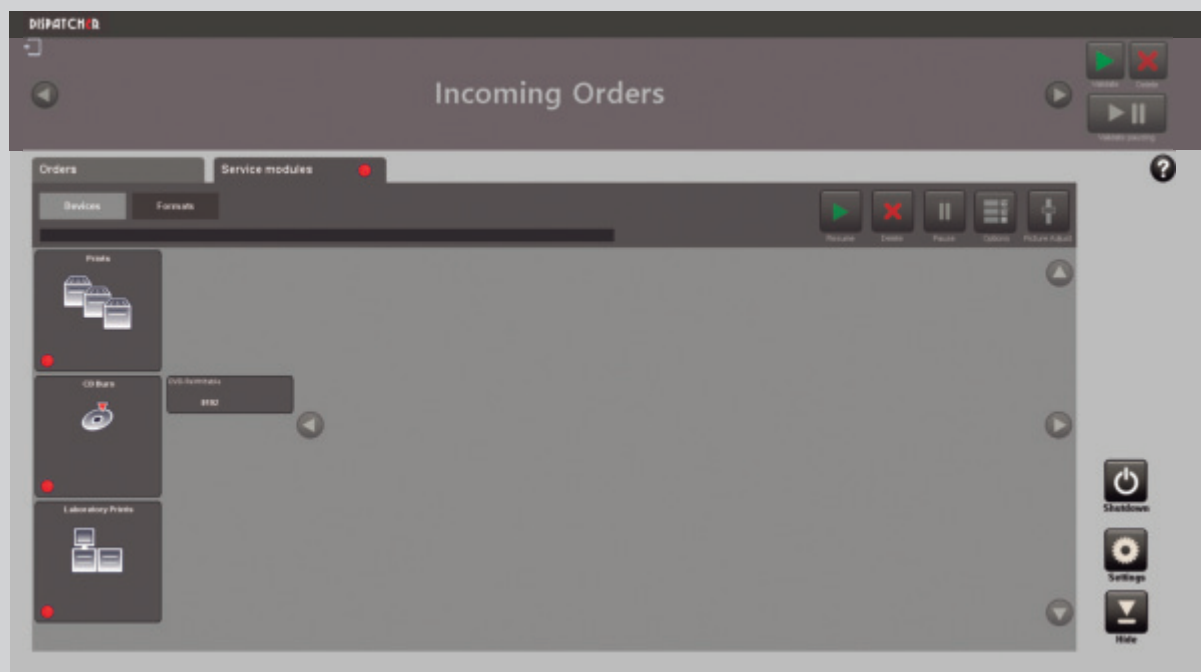 DISPATCHER
Incoming Orders
Validate Delete
Validate pausing
Orders
Service modules
?
Devices
Formats
Resume Delete Pause Options Picture Adjust
Prints
CD Burn
Laboratory Prints
Shutdown
Settings
Hide